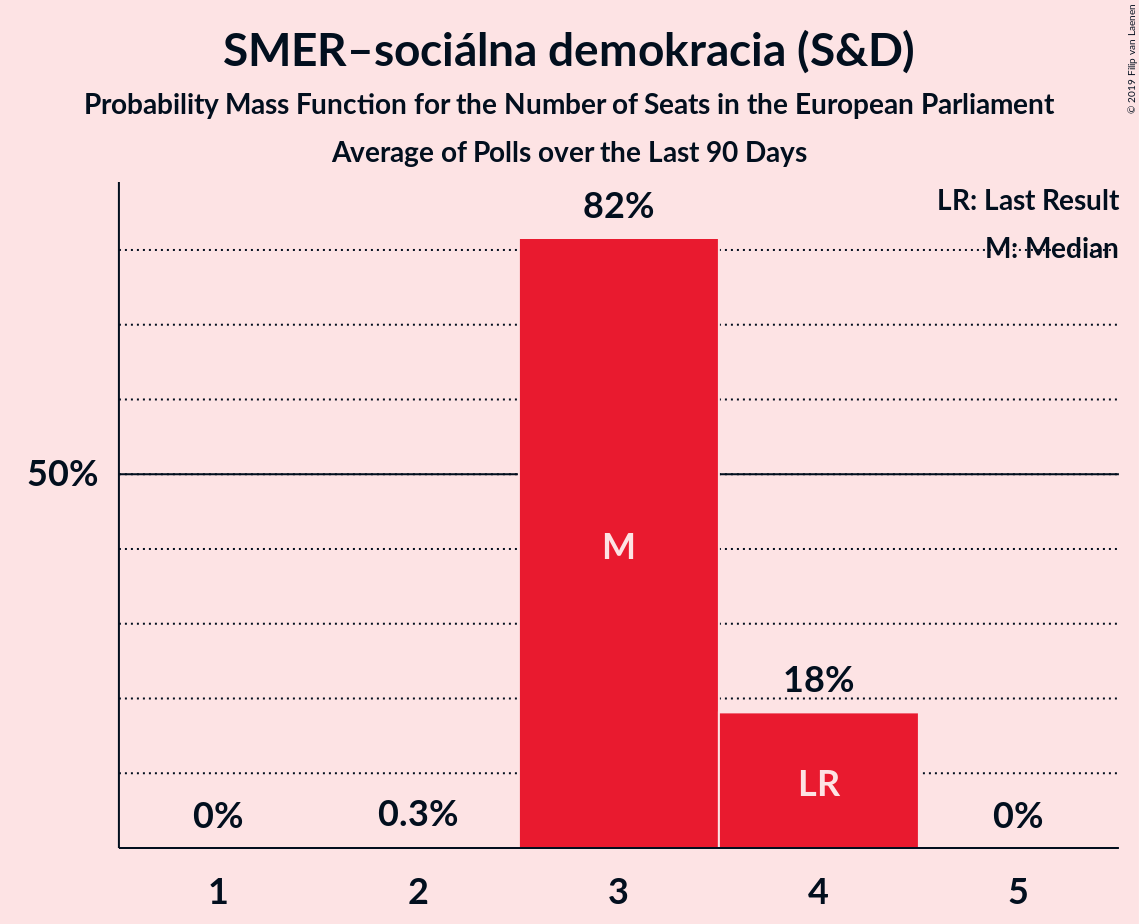 SMER–sociálna demokracia (S&D)
Probability Mass Function for the Number of Seats in the European Parliament
Average of Polls over the Last 90 Days
© 2019 Filip van Laenen
LR: Last Result
M: Median
82%
50%
M
18%
LR
0%
0.3%
0%
1
2
3
4
5